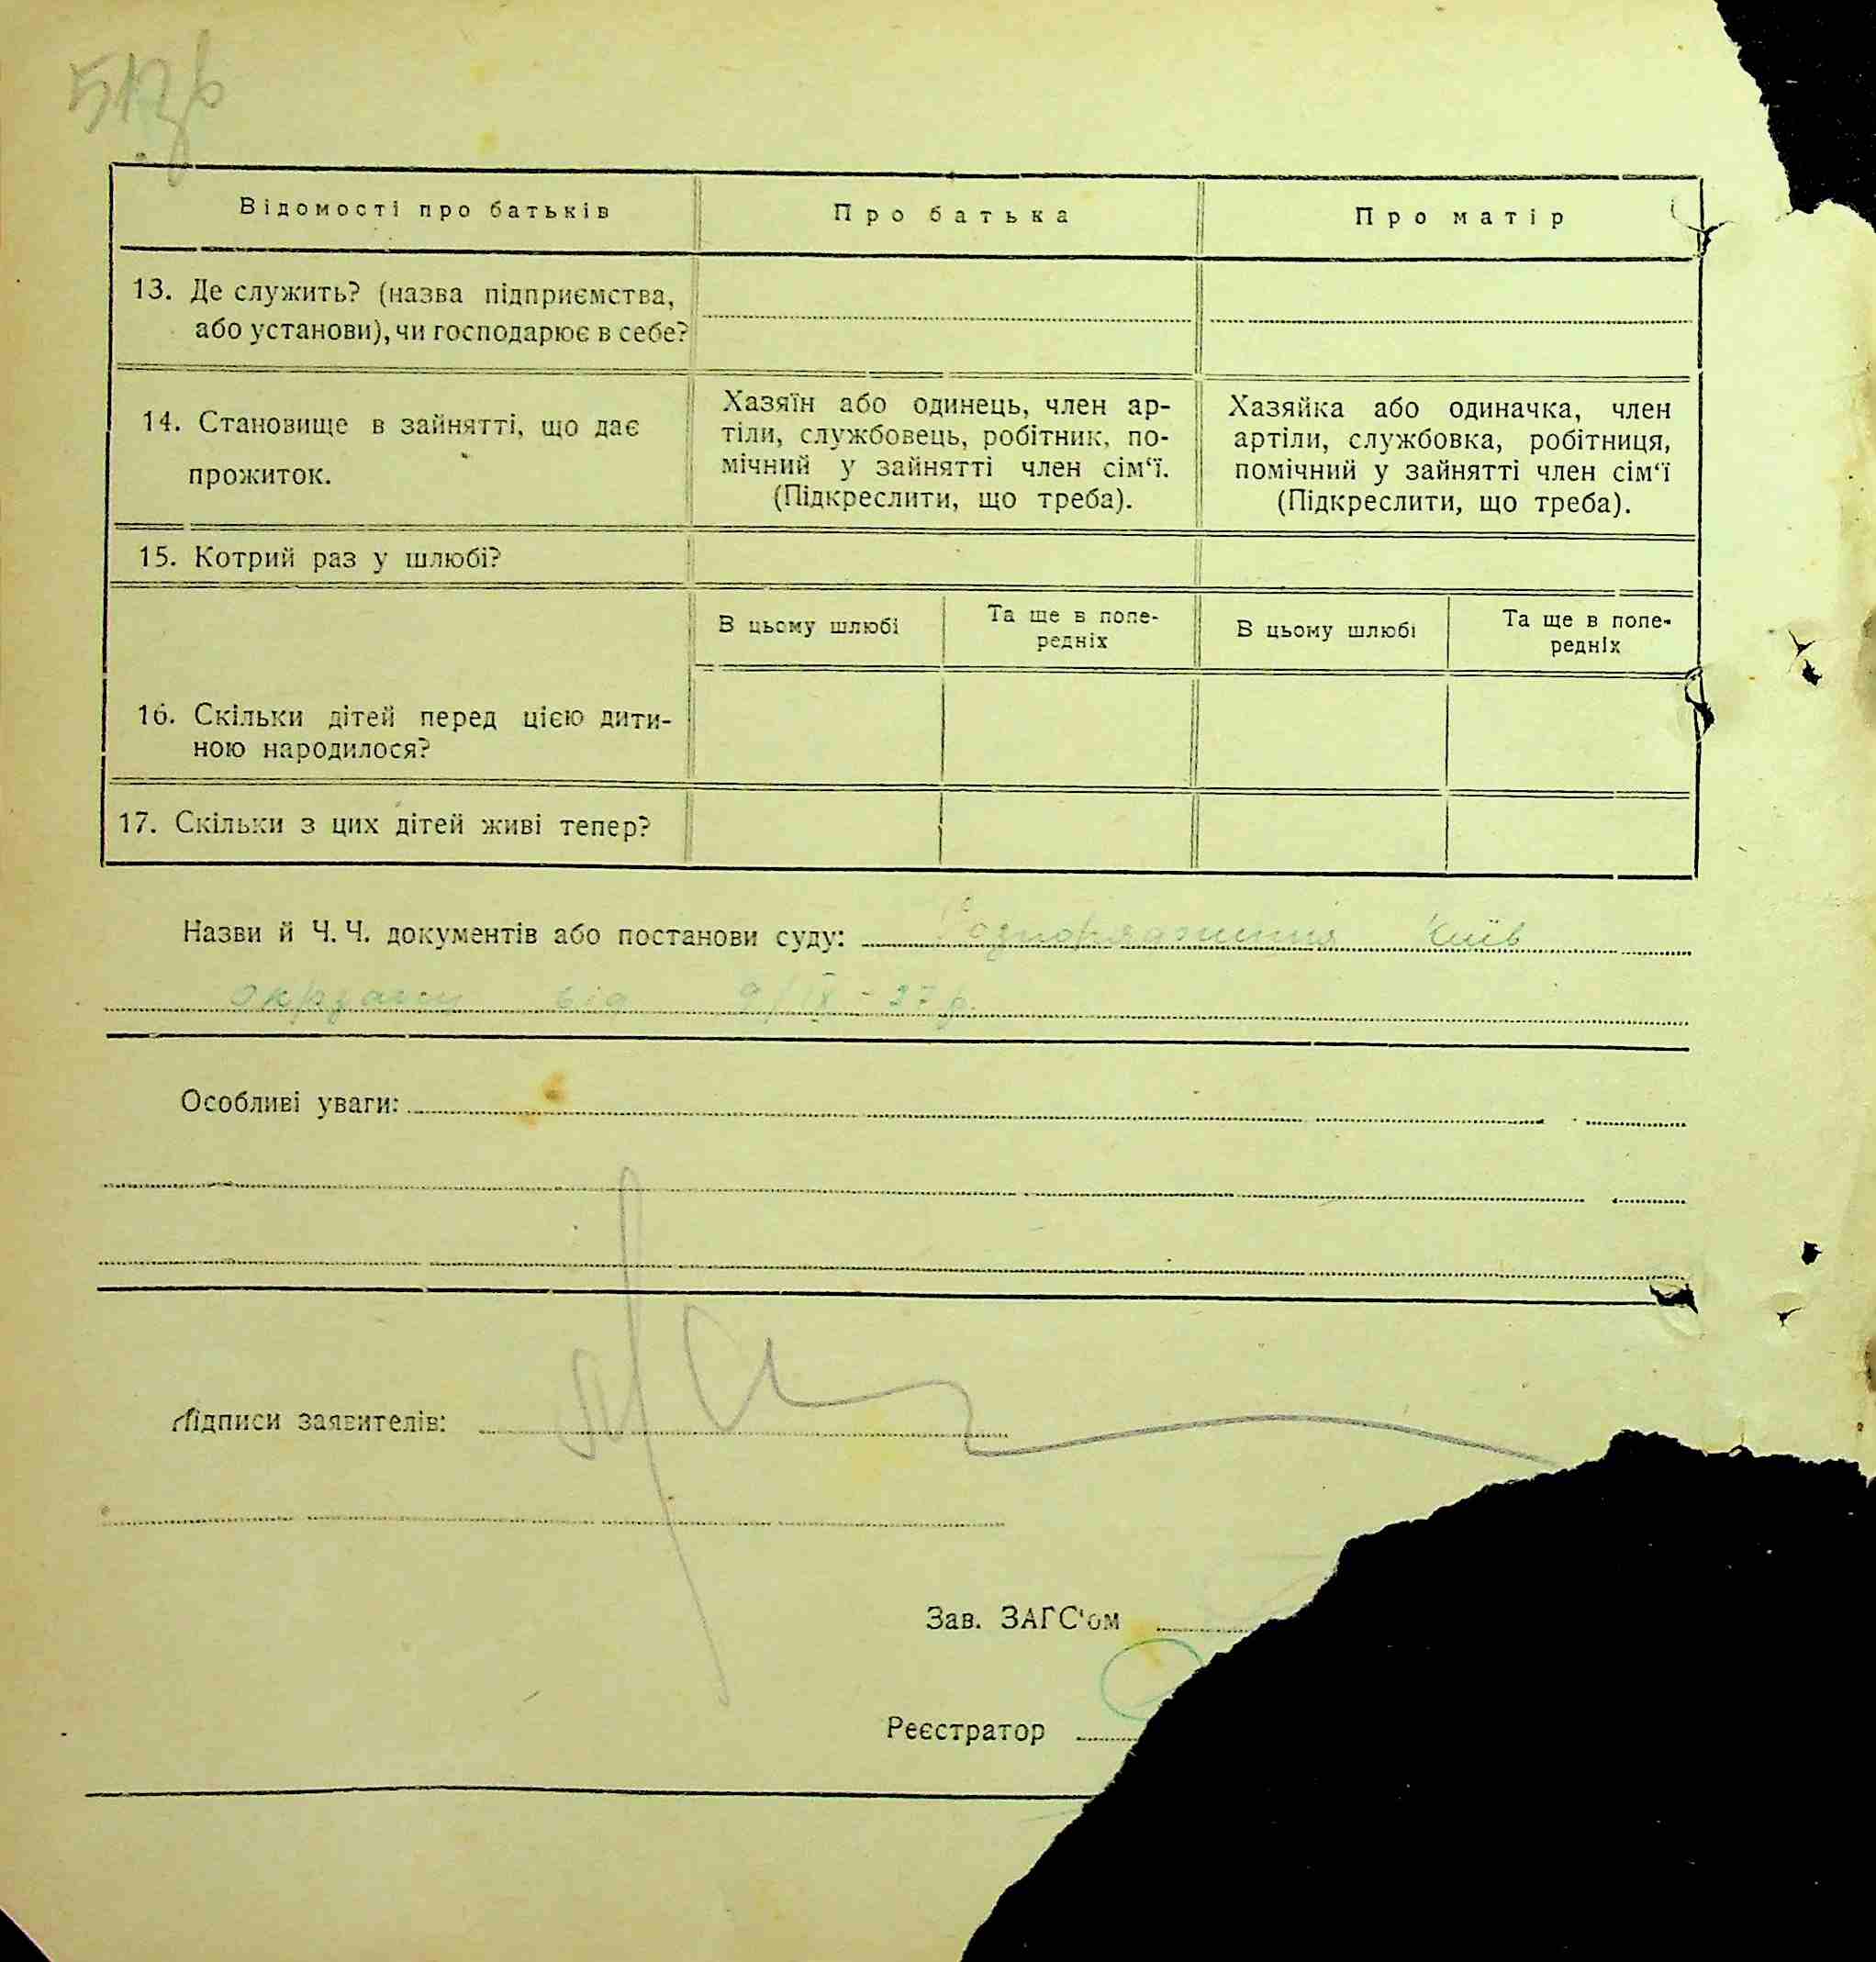 Відомості про батьків
Про батька
Про матір
13. Де служить? (назва підприємства,
або установи), чи господарює в себе?
14. Становище в зайнятті, що дає
прожиток.
Хазяїн або одинець, член ар-
тіли, службовець, робітник, по-
мічний у зайнятті член сім‘ї.
(Підкреслити, що треба).
Хазяйка або одиначка, член
артіли, службовка, робітниця,
помічний у зайнятті член сім‘ї
(Підкреслити, що треба).
15. Котрий раз у шлюбі?
В цьому шлюбі
Та ще в попе-
редніх
В цьому шлюбі
Та ще в попе-
редніх
16. Скільки дітей перед цією дити-
ною народилося?
17. Скільки з цих дітей живі тепер?
Назви й Ч. Ч. документів або постанови суду: Київ
від 9/IX - 27 р.
Особливі уваги:
Підписи заявителів:
Зав. ЗАГС‘ом
Реєстратор